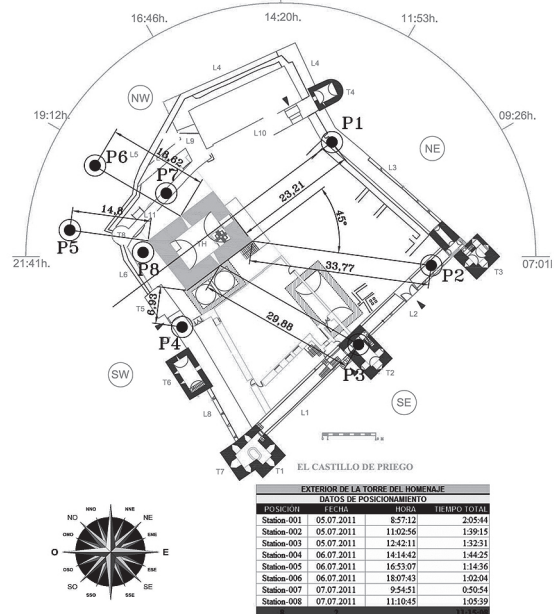 14:20h.
16:46h.
11:53h.
L4
L4
NW
T4
19:12h.
09:26h.
L10
P1
L9
NE
P6
L5
18,62
P7
L3
23,21
L11
45°
14,8
P5
T8
TH
21:41h.
P8
33,77
P2
07:01h
L6
T3
T5
9,63
L2
29,88
P4
P3
SW
T6
T2
SE
L8
L1
T7
T1
EL CASTILLO DE PRIEGO
EXTERIOR DE LA TORRE DEL HOMENAJE
DATOS DE POSICIONAMIENTO
POSICIÓN FECHA HORA TIEMPO TOTAL
Station-001 05.07.2011 8:57:12 2:05:44
Station-002 05.07.2011 11:02:56 1:39:15
Station-003 05.07.2011 12:42:11 1:32:31
Station-004 05.07.2011 14:14:42 1:44:25
Station-005 06.07.2011 16:53:07 1:14:36
Station-006 06.07.2011 18:07:43 1:02:04
Station-007 07.07.2011 9:54:51 0:50:54
Station-008 07.07.2011 11:10:45 1:05:39
NNO
NNE
NO
NE
ONO
ENE
O
E
OSO
ESE
SO
SE
SSO
SSE